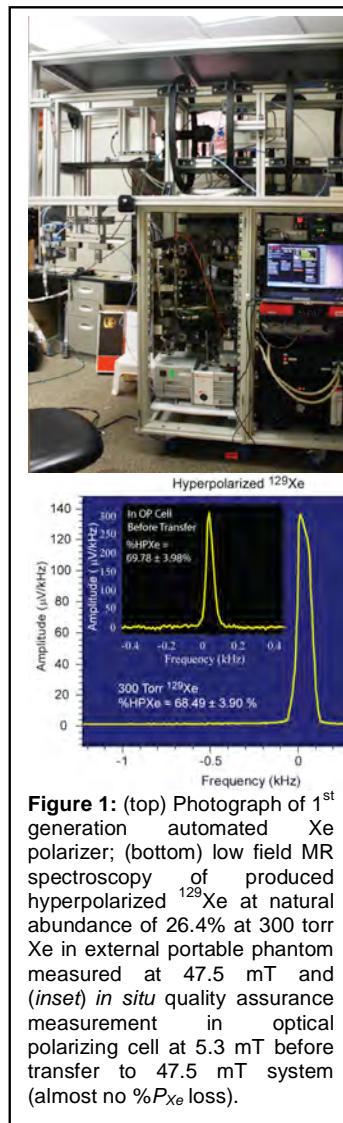 Hyperpolarized ¹²⁹Xe
140
120
100
80
60
40
20
0
Amplitude (µV/kHz)
In OP Cell
Before Transfer
%HPXe =
69.78 ± 3.98%
300
250
200
150
100
50
0
Amplitude (µV/kHz)
-0.4 -0.2 0 0.2 0.4
Frequency (kHz)
300 Torr ¹²⁹Xe
%HPXe = 68.49 ± 3.90 %
-1 -0.5 0
Frequency (kHz)
Figure 1: (top) Photograph of 1st
generation automated Xe
polarizer; (bottom) low field MR
spectroscopy of produced
hyperpolarized ¹²⁹Xe at natural
abundance of 26.4% at 300 torr
Xe in external portable phantom
measured at 47.5 mT and
(inset) in situ quality assurance
measurement in optical
polarizing cell at 5.3 mT before
transfer to 47.5 mT system
(almost no %PXe loss).